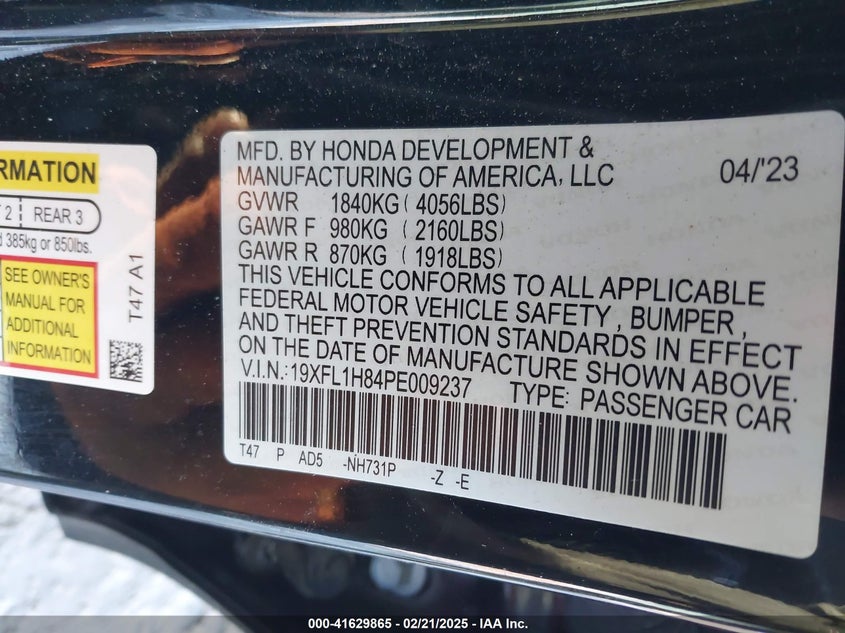 RMATION
2 REAR 3
385kg or 850lbs.
SEE OWNER'S
MANUAL FOR
ADDITIONAL
INFORMATION
T47 A1
MFD. BY HONDA DEVELOPMENT &
MANUFACTURING OF AMERICA, LLC 04/'23
GVWR 1840KG ( 4056LBS)
GAWR F 980KG ( 2160LBS)
GAWR R 870KG ( 1918LBS)
THIS VEHICLE CONFORMS TO ALL APPLICABLE
FEDERAL MOTOR VEHICLE SAFETY , BUMPER ,
AND THEFT PREVENTION STANDARDS IN EFFECT
ON THE DATE OF MANUFACTURE SHOWN ABOVE.
V.I.N.: 19XFL1H84PE009237 TYPE: PASSENGER CAR
T47 P AD5 -NH731P -Z -E
000-41629865 / 02/21/2025 - IAA Inc.